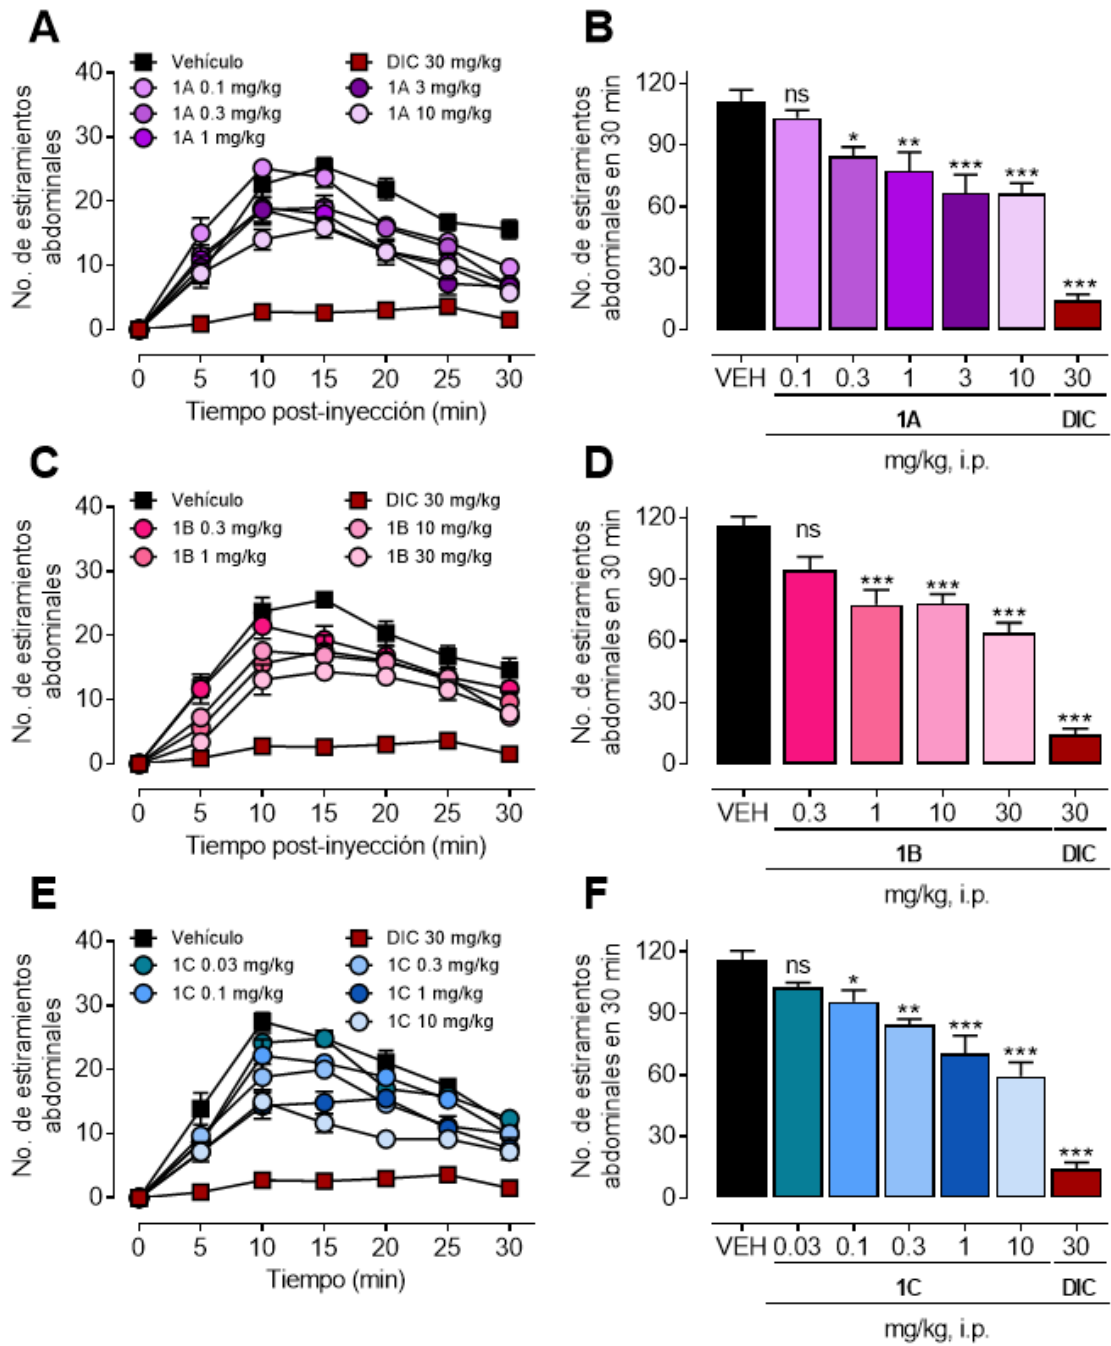 A
Vehículo
DIC 30 mg/kg
1A 0.1 mg/kg
1A 3 mg/kg
1A 0.3 mg/kg
1A 10 mg/kg
1A 1 mg/kg
No. de estiramientos
abdominales
40
30
20
10
0
0 5 10 15 20 25 30
Tiempo post-inyección (min)
B
No. de estiramientos
abdominales en 30 min
120
90
60
30
0
ns
*
**
***
***
***
VEH 0.1 0.3 1 3 10 30
1A DIC
mg/kg, i.p.
C
Vehículo
DIC 30 mg/kg
1B 0.3 mg/kg
1B 10 mg/kg
1B 1 mg/kg
1B 30 mg/kg
No. de estiramientos
abdominales
40
30
20
10
0
0 5 10 15 20 25 30
Tiempo post-inyección (min)
D
No. de estiramientos
abdominales en 30 min
120
90
60
30
0
ns
***
***
***
***
VEH 0.3 1 10 30 30
1B DIC
mg/kg, i.p.
E
Vehículo
DIC 30 mg/kg
1C 0.03 mg/kg
1C 0.3 mg/kg
1C 0.1 mg/kg
1C 1 mg/kg
1C 10 mg/kg
No. de estiramientos
abdominales
40
30
20
10
0
0 5 10 15 20 25 30
Tiempo (min)
F
No. de estiramientos
abdominales en 30 min
120
90
60
30
0
ns
*
**
***
***
***
VEH 0.03 0.1 0.3 1 10 30
1C DIC
mg/kg, i.p.